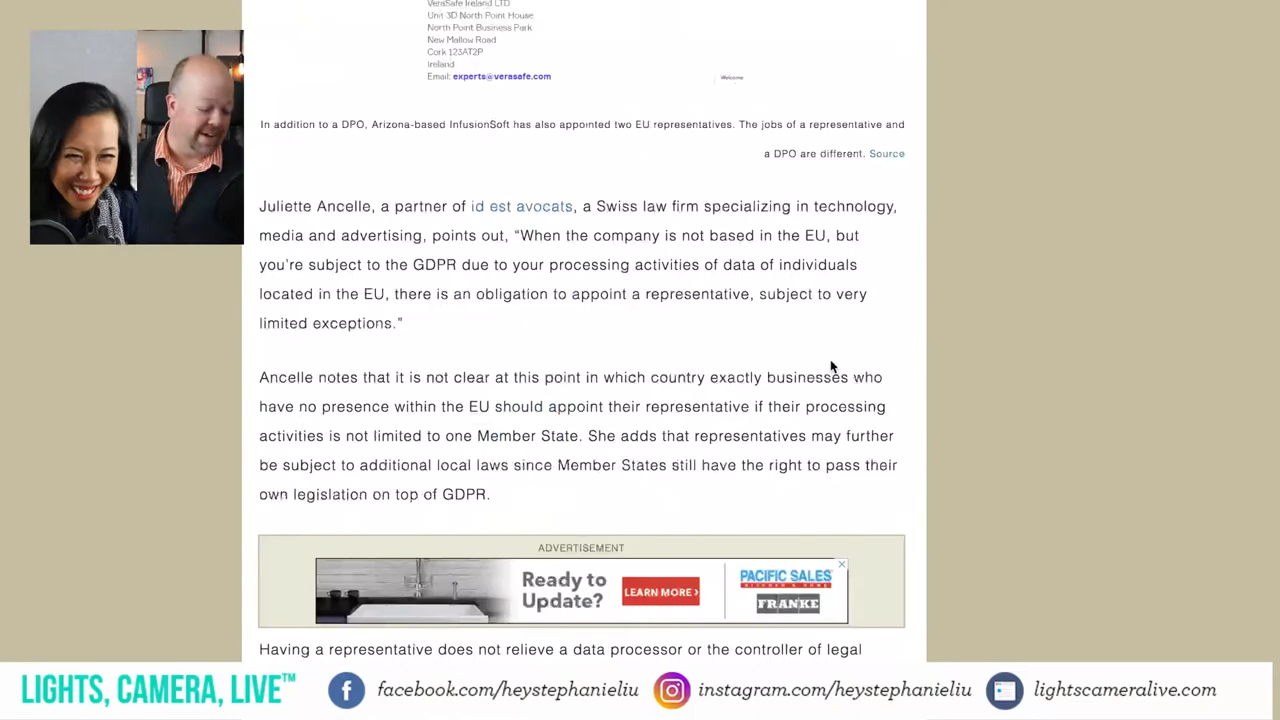 VeraSafe Ireland LTD
Unit 3D North Point House
North Point Business Park
New Mallow Road
Cork 123AT2P
Ireland
Email: experts@verasafe.com
Welcome
In addition to a DPO, Arizona-based InfusionSoft has also appointed two EU representatives. The jobs of a representative and
a DPO are different. Source
Juliette Ancelle, a partner of id est avocats, a Swiss law firm specializing in technology,
media and advertising, points out, “When the company is not based in the EU, but
you’re subject to the GDPR due to your processing activities of data of individuals
located in the EU, there is an obligation to appoint a representative, subject to very
limited exceptions.”
Ancelle notes that it is not clear at this point in which country exactly businesses who
have no presence within the EU should appoint their representative if their processing
activities is not limited to one Member State. She adds that representatives may further
be subject to additional local laws since Member States still have the right to pass their
own legislation on top of GDPR.
ADVERTISEMENT
Ready to
Update?
LEARN MORE ›
PACIFIC SALES
KITCHEN & HOME
FRANKE
Having a representative does not relieve a data processor or the controller of legal
LIGHTS, CAMERA, LIVE™
facebook.com/heystephanieliu
instagram.com/heystephanieliu
lightscameralive.com